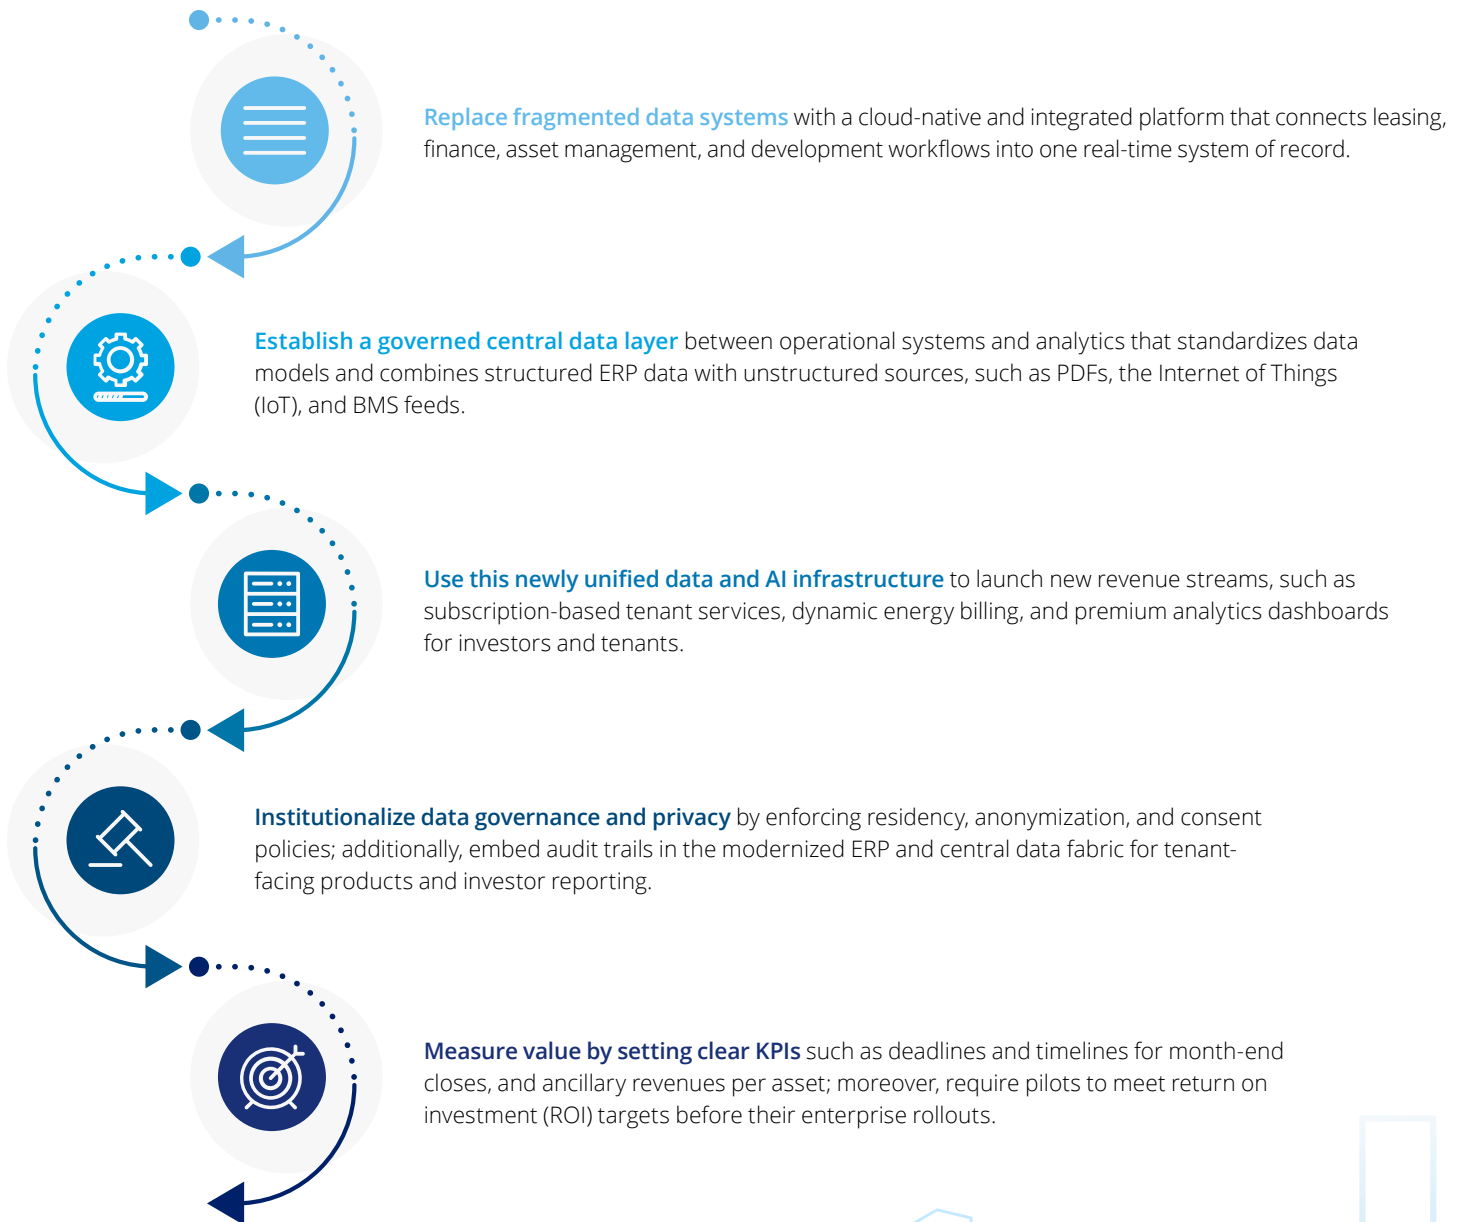 Replace fragmented data systems with a cloud-native and integrated platform that connects leasing,
finance, asset management, and development workflows into one real-time system of record.
Establish a governed central data layer between operational systems and analytics that standardizes data
models and combines structured ERP data with unstructured sources, such as PDFs, the Internet of Things
(IoT), and BMS feeds.
Use this newly unified data and AI infrastructure to launch new revenue streams, such as
subscription-based tenant services, dynamic energy billing, and premium analytics dashboards
for investors and tenants.
Institutionalize data governance and privacy by enforcing residency, anonymization, and consent
policies; additionally, embed audit trails in the modernized ERP and central data fabric for tenant-
facing products and investor reporting.
Measure value by setting clear KPIs such as deadlines and timelines for month-end
closes, and ancillary revenues per asset; moreover, require pilots to meet return on
investment (ROI) targets before their enterprise rollouts.